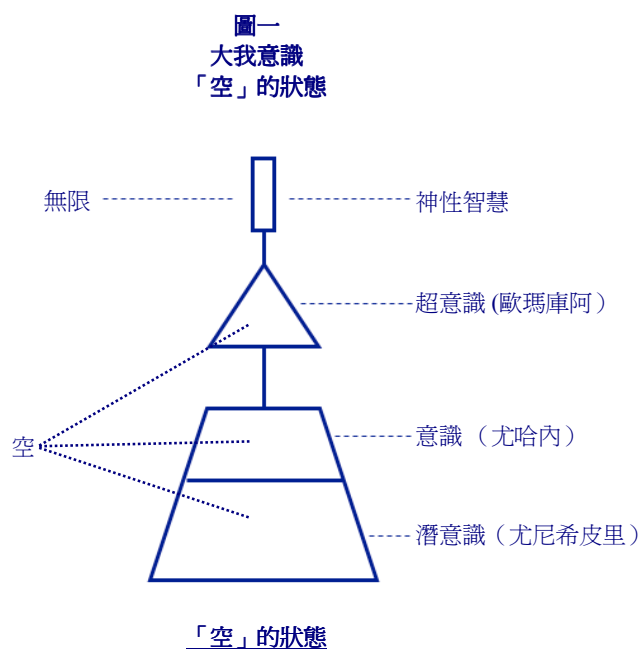 圖一
大我意識
「空」的狀態
無限
神性智慧
超意識 (歐瑪庫阿）
空
意識 （尤哈內）
潛意識（尤尼希皮里）
「空」的狀態